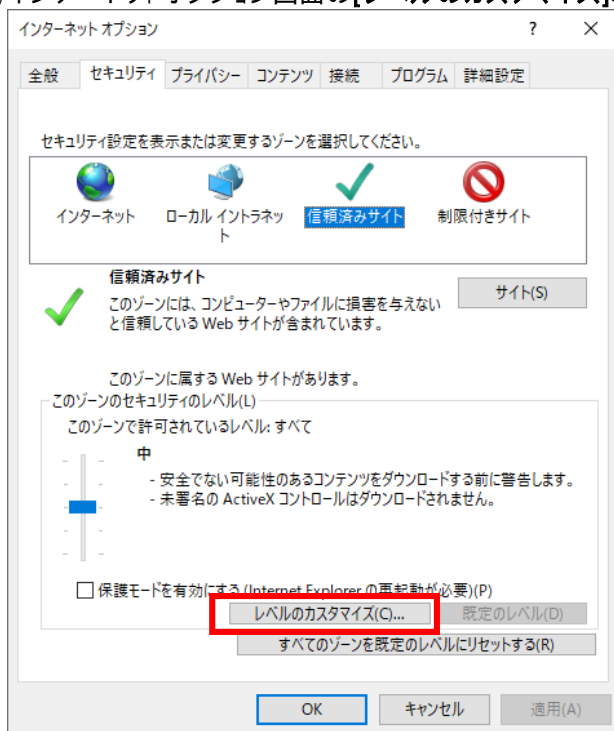 インターネット オプション
? ×
全般 セキュリティ プライバシー コンテンツ 接続 プログラム 詳細設定
セキュリティ設定を表示または変更するゾーンを選択してください。
インターネット ローカル イントラネッ 信頼済みサイト 制限付きサイト
ト
信頼済みサイト
サイト(S)
このゾーンには、コンピューターやファイルに損害を与えない
と信頼している Web サイトが含まれています。
このゾーンに属する Web サイトがあります。
このゾーンのセキュリティのレベル(L)
このゾーンで許可されているレベル: すべて
中
- 安全でない可能性のあるコンテンツをダウンロードする前に警告します。
- 未署名の ActiveX コントロールはダウンロードされません。
保護モードを有効にする (Internet Explorer の再起動が必要)(P)
レベルのカスタマイズ(C)... 既定のレベル(D)
すべてのゾーンを既定のレベルにリセットする(R)
OK キャンセル 適用(A)